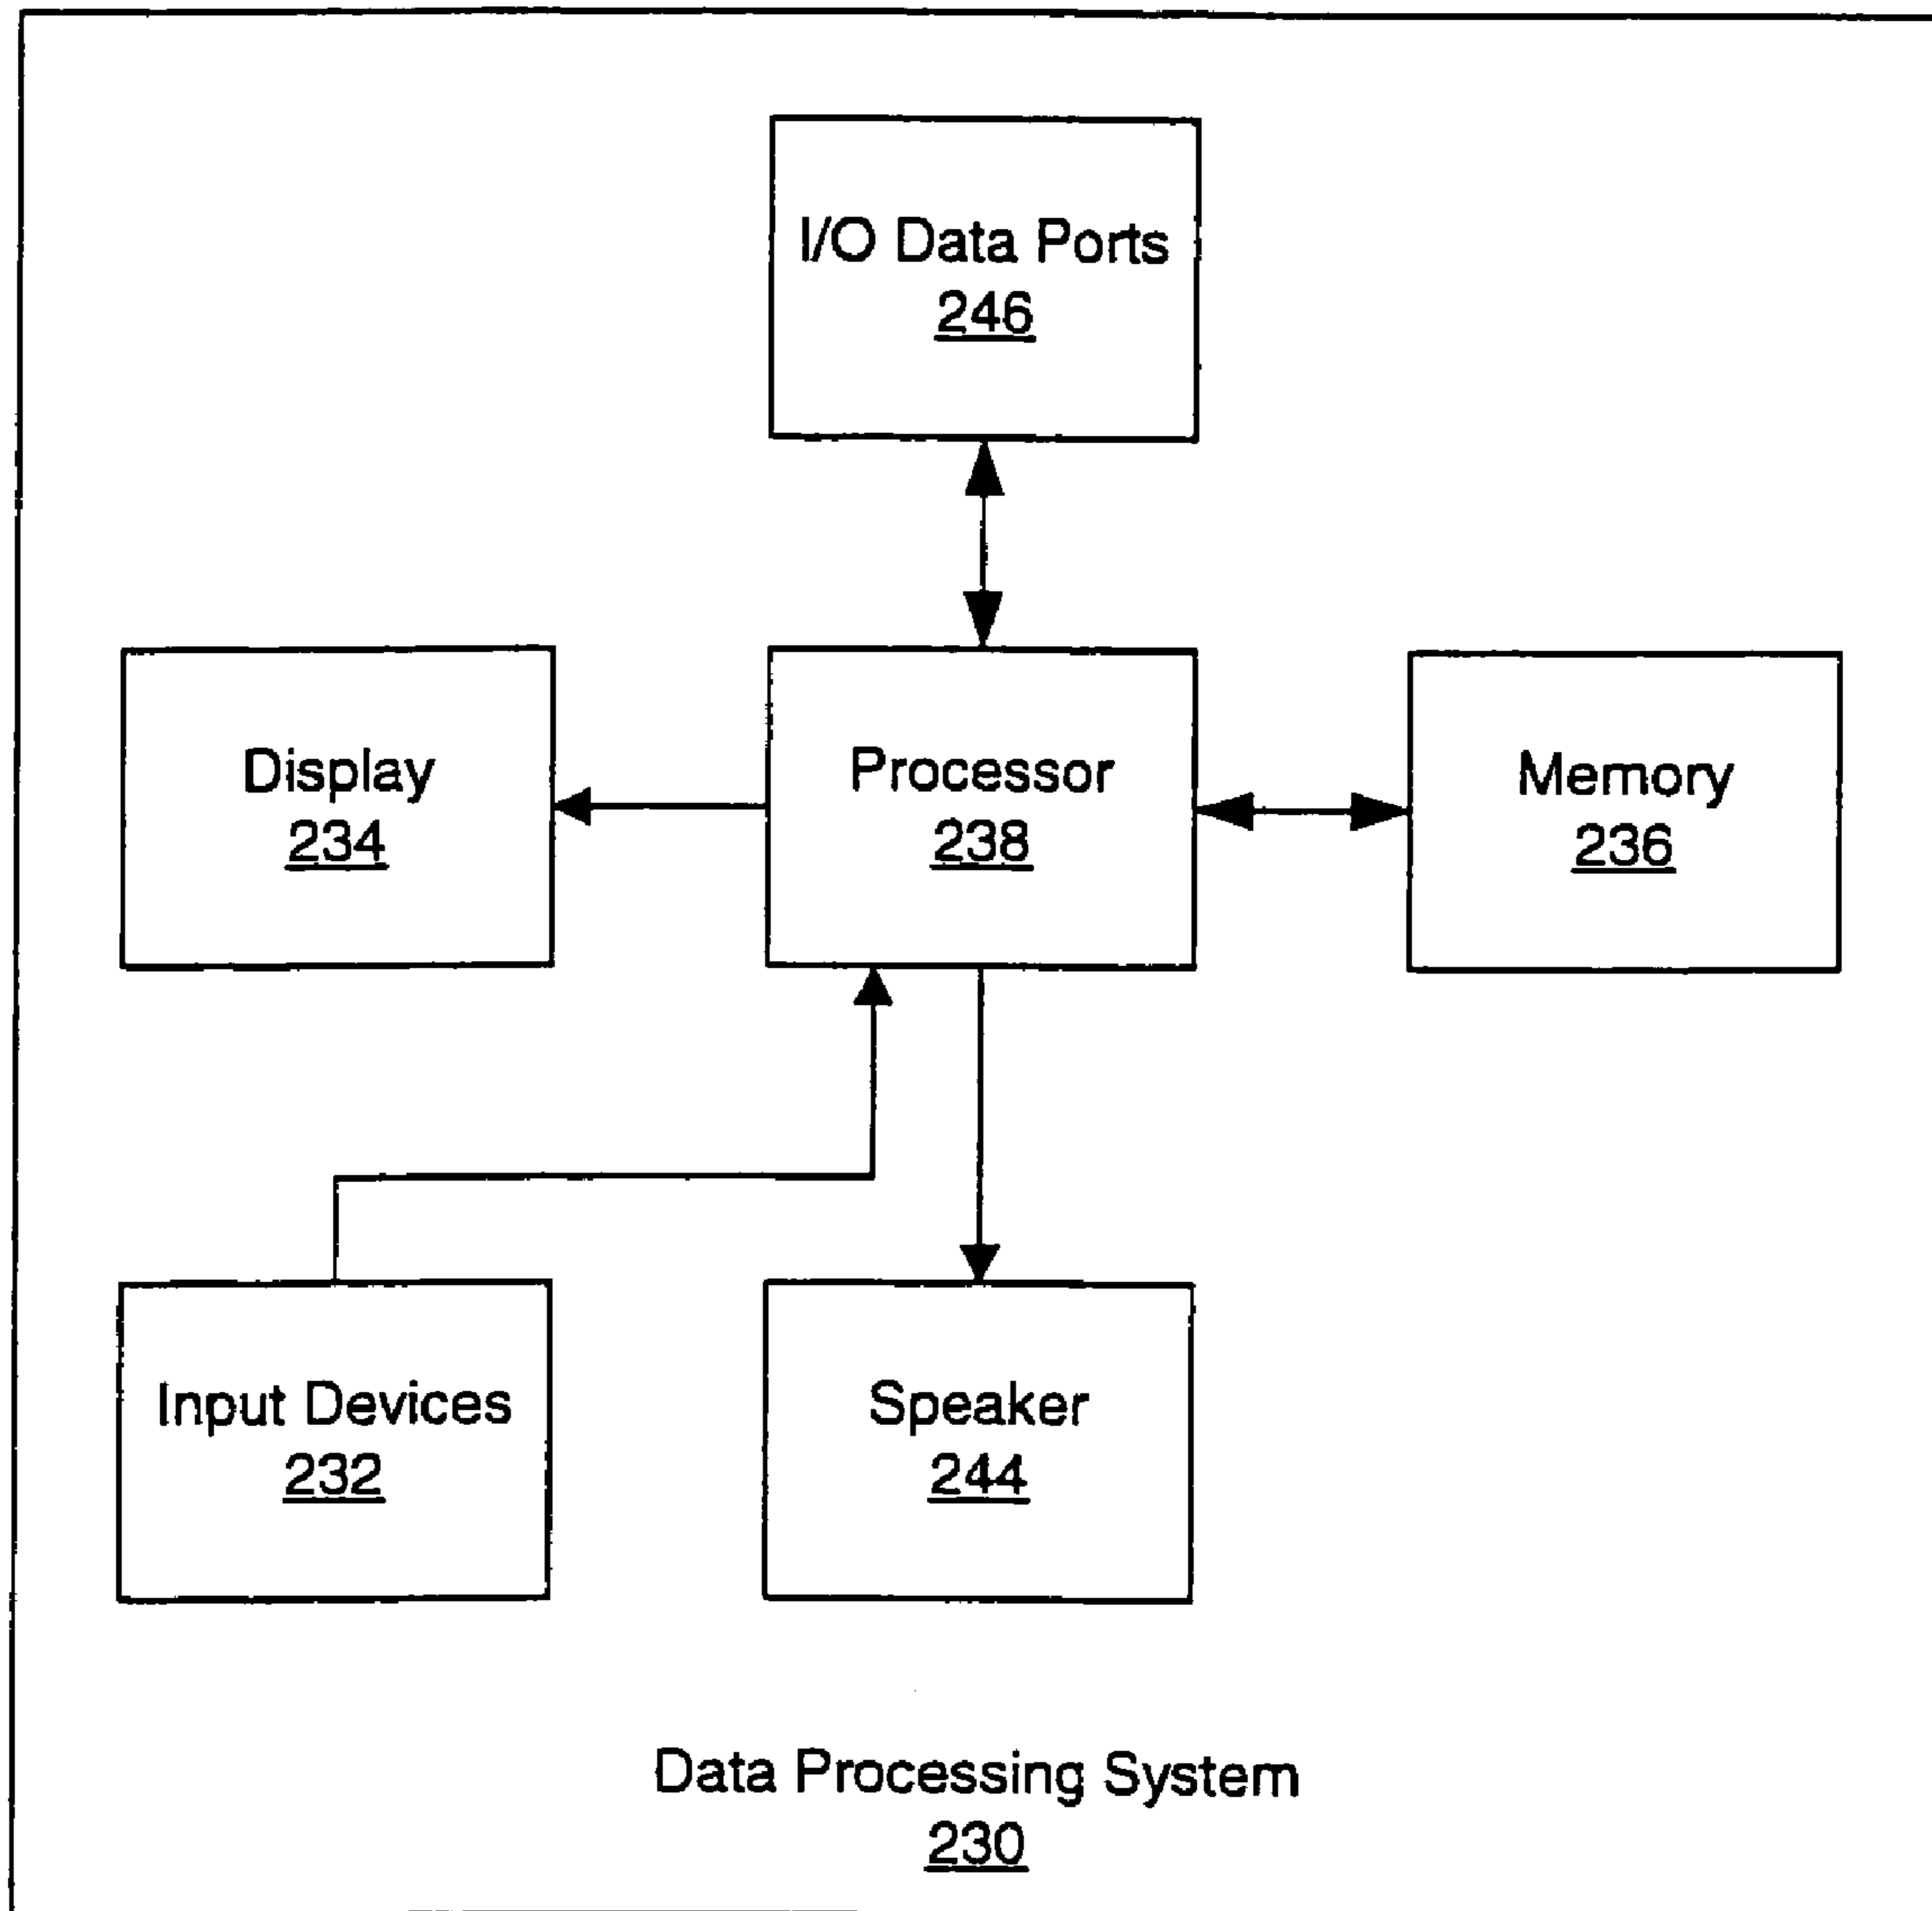 I/O Data Ports
246
Display
234
Processor
238
Memory
236
Input Devices
232
Speaker
244
Data Processing System
230